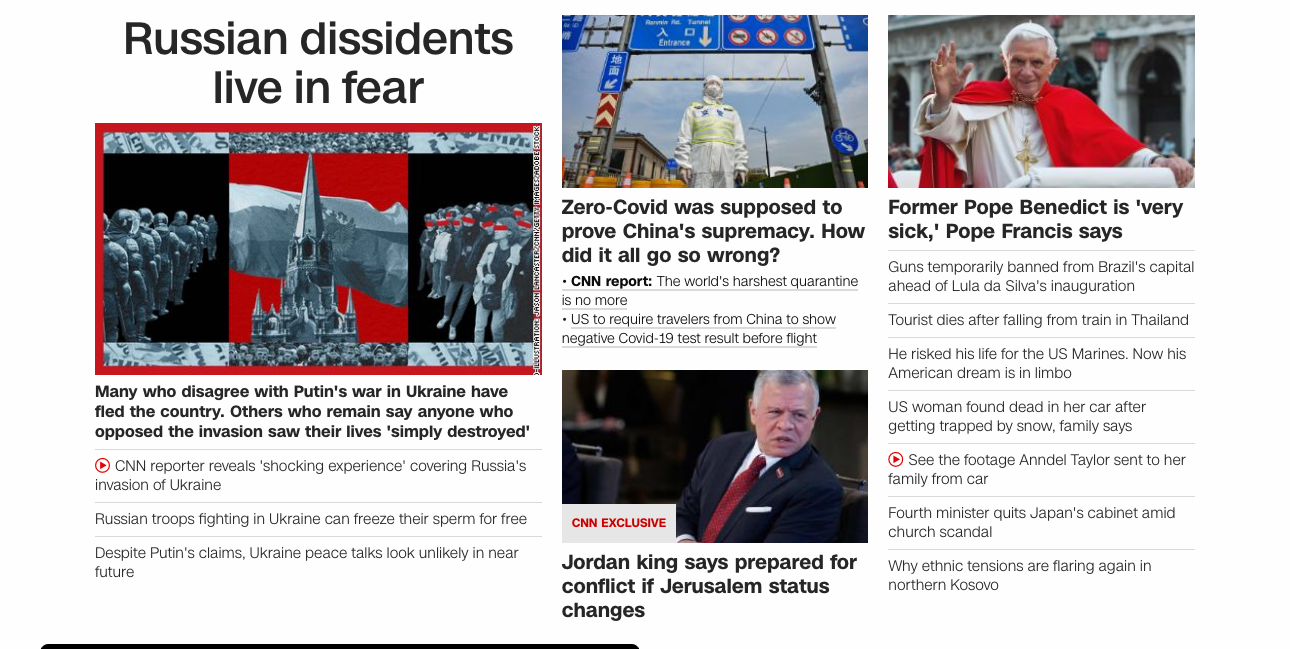 Russian dissidents
live in fear
Many who disagree with Putin's war in Ukraine have
fled the country. Others who remain say anyone who
opposed the invasion saw their lives 'simply destroyed'
CNN reporter reveals 'shocking experience' covering Russia's
invasion of Ukraine
Russian troops fighting in Ukraine can freeze their sperm for free
Despite Putin's claims, Ukraine peace talks look unlikely in near
future
Renmin Rd. Tunnel
入 口
Entrance
地面
Zero-Covid was supposed to
prove China's supremacy. How
did it all go so wrong?
• CNN report: The world's harshest quarantine
is no more
• US to require travelers from China to show
negative Covid-19 test result before flight
CNN EXCLUSIVE
Jordan king says prepared for
conflict if Jerusalem status
changes
Former Pope Benedict is 'very
sick,' Pope Francis says
Guns temporarily banned from Brazil's capital
ahead of Lula da Silva's inauguration
Tourist dies after falling from train in Thailand
He risked his life for the US Marines. Now his
American dream is in limbo
US woman found dead in her car after
getting trapped by snow, family says
See the footage Anndel Taylor sent to her
family from car
Fourth minister quits Japan's cabinet amid
church scandal
Why ethnic tensions are flaring again in
northern Kosovo